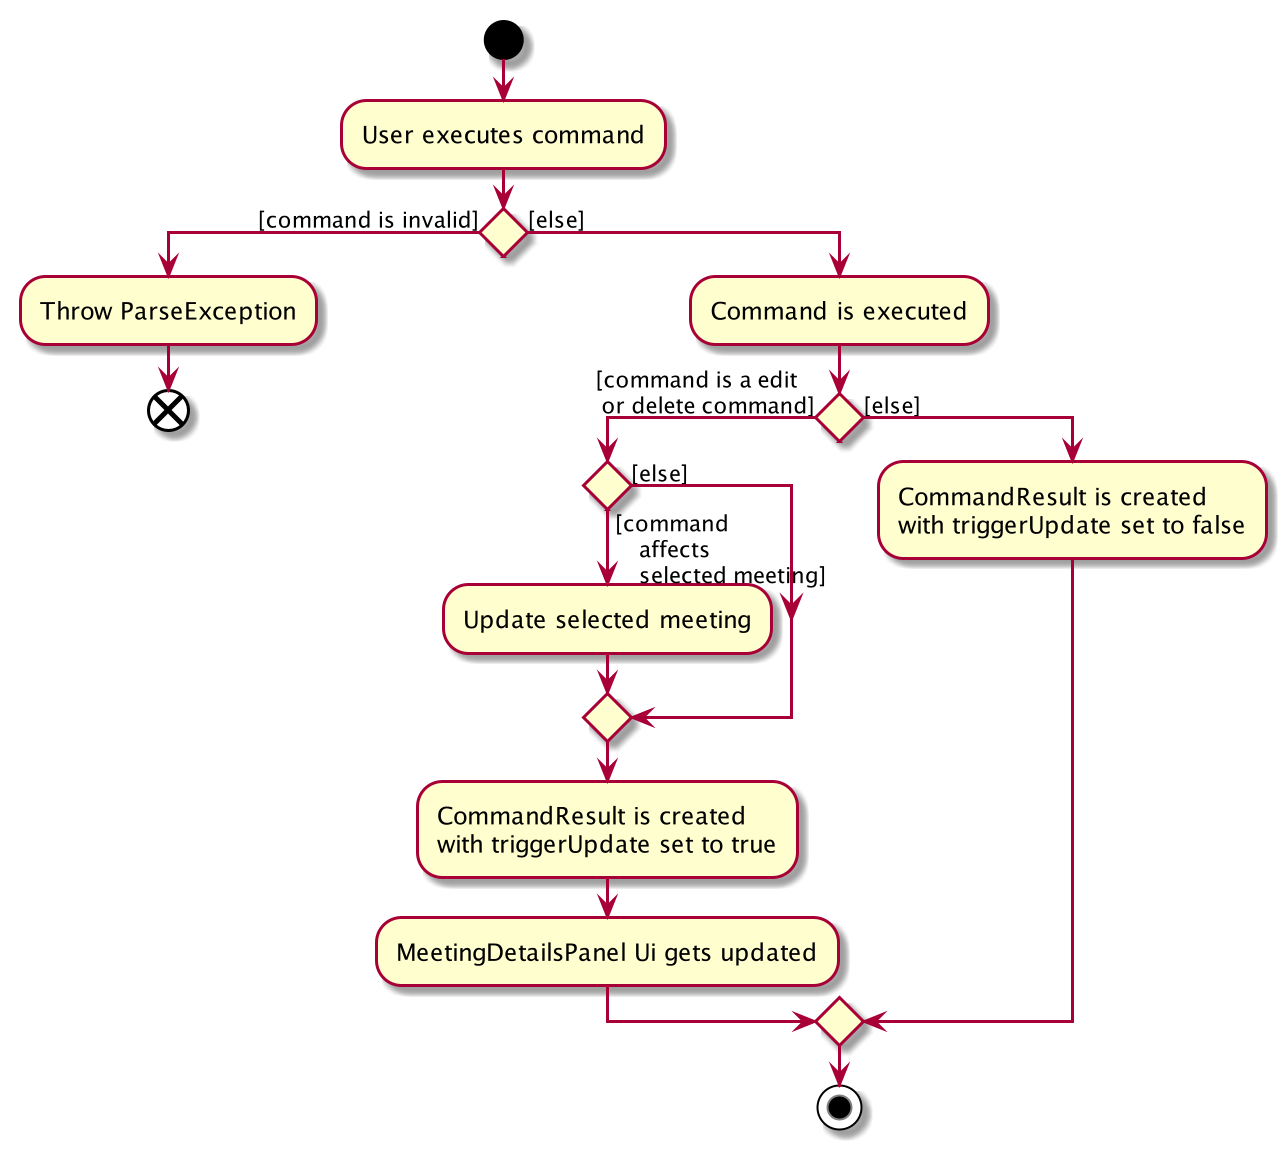 User executes command
[command is invalid]
[else]
Throw ParseException
Command is executed
[command is a edit
or delete command]
[else]
[else]
CommandResult is created
with triggerUpdate set to false
[command
affects
selected meeting]
Update selected meeting
CommandResult is created
with triggerUpdate set to true
MeetingDetailsPanel Ui gets updated